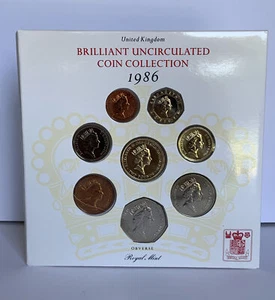 United Kingdom
BRILLIANT UNCIRCULATED
COIN COLLECTION
1986
OBVERSE
Royal Mint